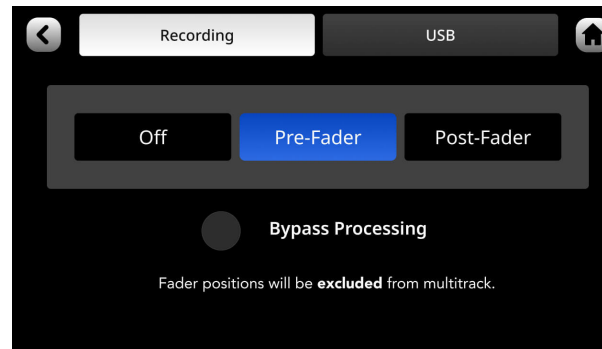 Recording USB
Off Pre-Fader Post-Fader
Bypass Processing
Fader positions will be excluded from multitrack.